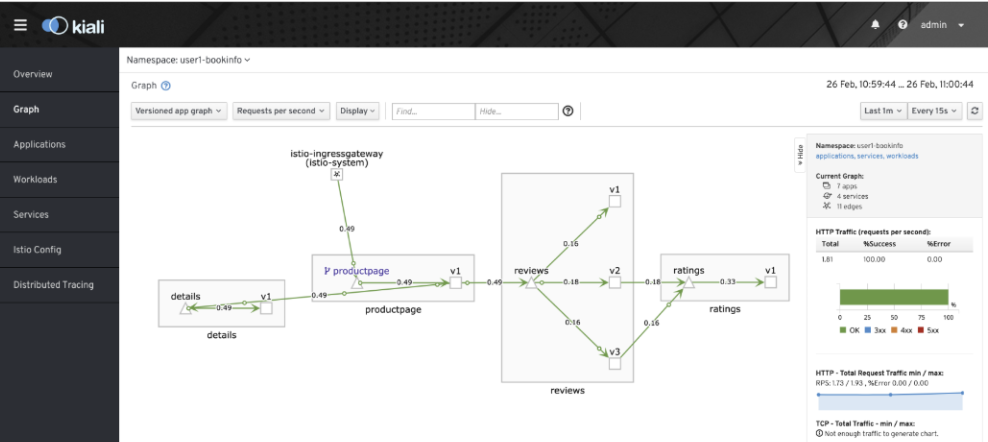 kiali
admin
Namespace: user1-bookinfo
Overview
Graph
Applications
Workloads
Services
Istio Config
Distributed Tracing
Graph
26 Feb, 10:59:44 ... 26 Feb, 11:00:44
Versioned app graph
Requests per second
Display
Find...
Hide...
Last 1m
Every 15s
istio-ingressgateway
(istio-system)
0.49
productpage
v1
0.49
productpage
details
v1
0.49
details
0.49
0.49
reviews
v1
0.16
v2
0.18
v3
0.16
reviews
0.18
0.16
ratings
v1
0.33
ratings
Hide
Namespace: user1-bookinfo
applications, services, workloads
Current Graph:
7 apps
4 services
11 edges
HTTP Traffic (requests per second):
Total %Success %Error
1.81 100.00 0.00
%
0 25 50 75 100
OK 3xx 4xx 5xx
HTTP - Total Request Traffic min / max:
RPS: 1.73 / 1.93 , %Error 0.00 / 0.00
TCP - Total Traffic - min / max:
Not enough traffic to generate chart.